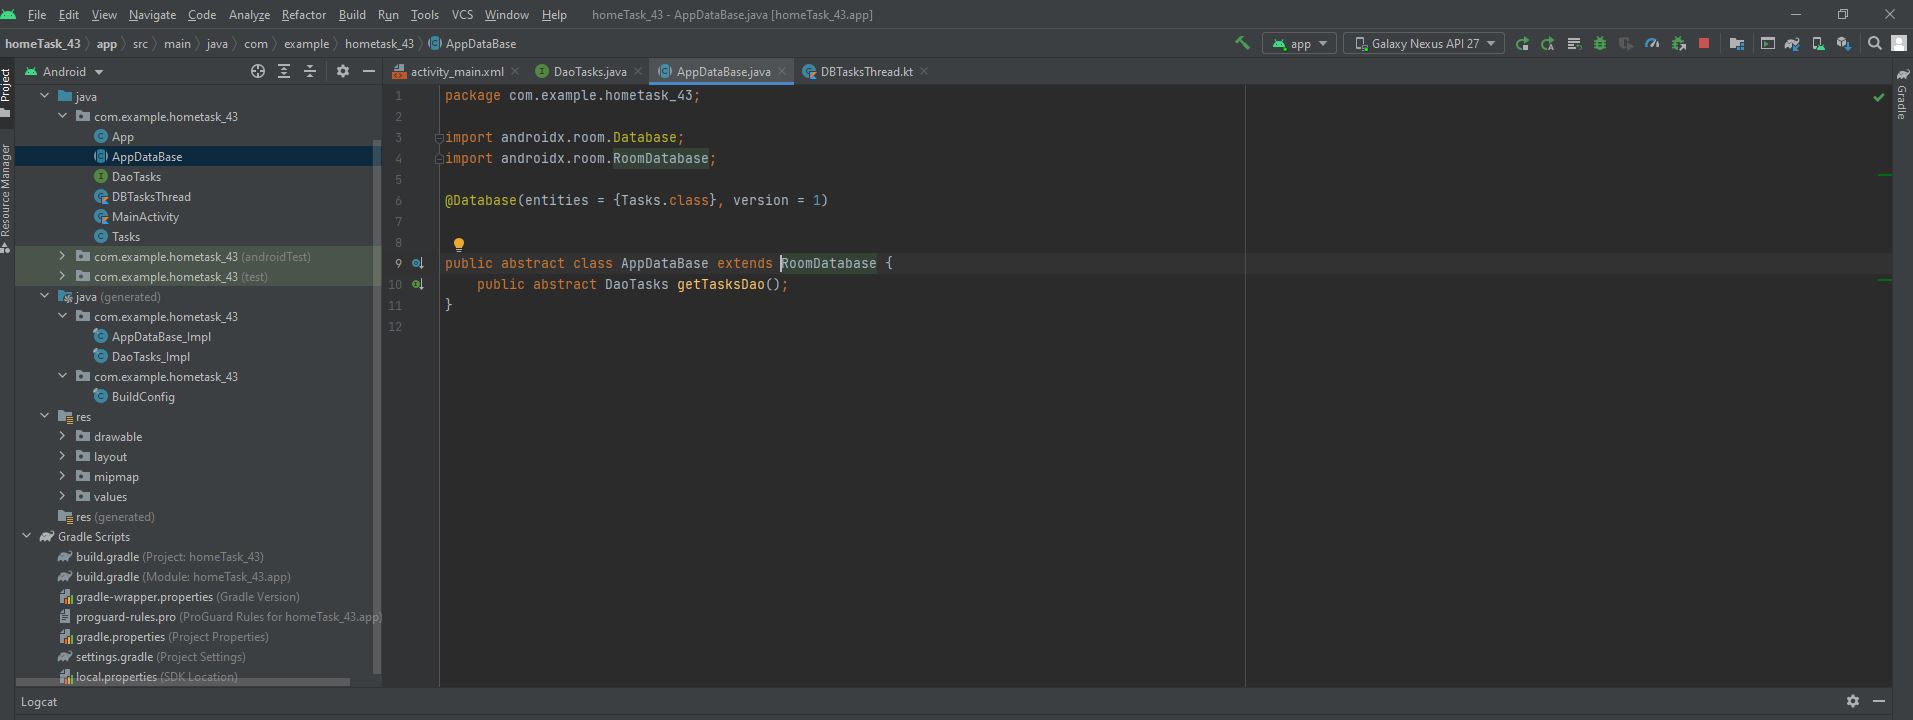 File Edit View Navigate Code Analyze Refactor Build Run Tools VCS Window Help homeTask_43 - AppDataBase.java [homeTask_43.app]
homeTask_43 app src main java com example hometask_43 AppDataBase app Galaxy Nexus API 27
Project
Resource Manager
Android
java
com.example.hometask_43
App
AppDataBase
DaoTasks
DBTasksThread
MainActivity
Tasks
com.example.hometask_43 (androidTest)
com.example.hometask_43 (test)
java (generated)
com.example.hometask_43
AppDataBase_Impl
DaoTasks_Impl
com.example.hometask_43
BuildConfig
res
drawable
layout
mipmap
values
res (generated)
Gradle Scripts
build.gradle (Project: homeTask_43)
build.gradle (Module: homeTask_43.app)
gradle-wrapper.properties (Gradle Version)
proguard-rules.pro (ProGuard Rules for homeTask_43.app)
gradle.properties (Project Properties)
settings.gradle (Project Settings)
local.properties (SDK Location)
activity_main.xml DaoTasks.java AppDataBase.java DBTasksThread.kt
1 package com.example.hometask_43;
2
3 import androidx.room.Database;
4 import androidx.room.RoomDatabase;
5
6 @Database(entities = {Tasks.class}, version = 1)
7
8
9 public abstract class AppDataBase extends RoomDatabase {
10 public abstract DaoTasks getTasksDao();
11 }
12
Gradle
Logcat